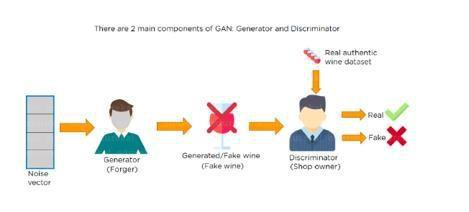 There are 2 main components of GAN: Generator and Discriminator
Real authentic
wine dataset
Real
Fake
Noise
vector
Generator
(Forger)
Generated/Fake wine
(Fake wine)
Discriminator
(Shop owner)